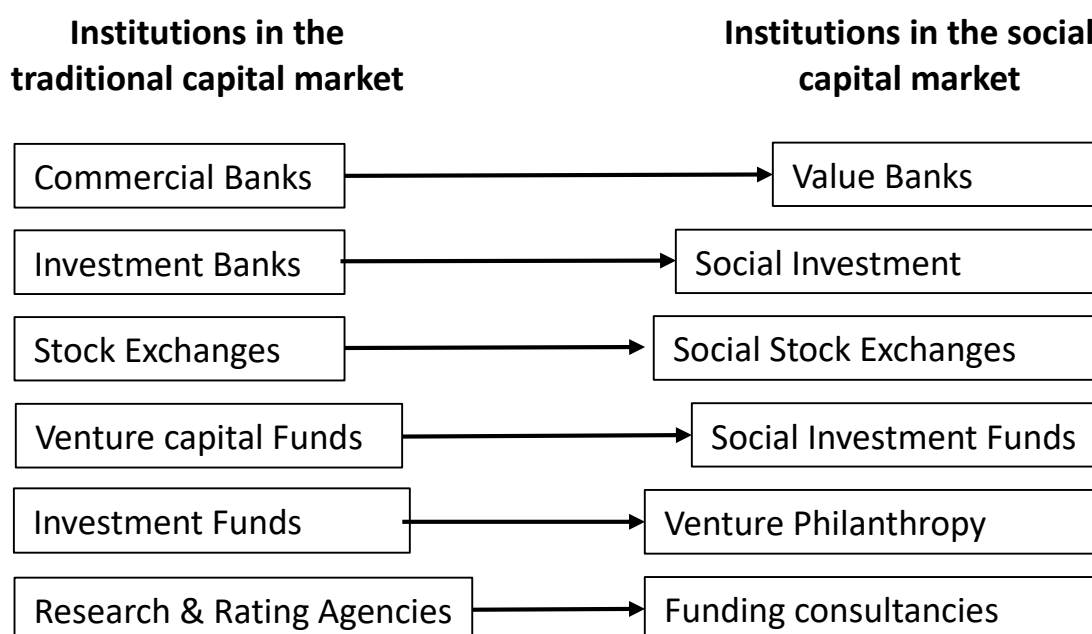 Institutions in the
traditional capital market
Institutions in the social
capital market
Commercial Banks
Value Banks
Investment Banks
Social Investment
Stock Exchanges
Social Stock Exchanges
Venture capital Funds
Social Investment Funds
Investment Funds
Venture Philanthropy
Research & Rating Agencies
Funding consultancies